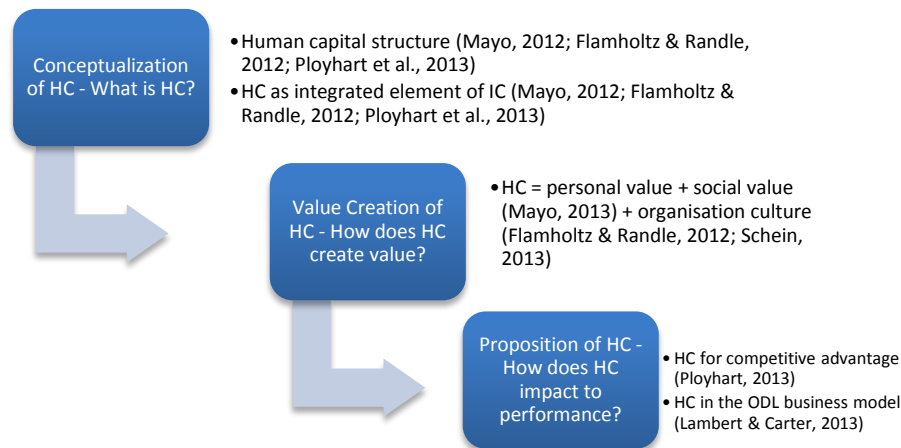 Conceptualization
of HC - What is HC?
•Human capital structure (Mayo, 2012; Flamholtz & Randle,
2012; Ployhart et al., 2013)
•HC as integrated element of IC (Mayo, 2012; Flamholtz &
Randle, 2012; Ployhart et al., 2013)
Value Creation of
HC - How does HC
create value?
•HC = personal value + social value
(Mayo, 2013) + organisation culture
(Flamholtz & Randle, 2012; Schein,
2013)
Proposition of HC -
How does HC
impact to
performance?
•HC for competitive advantage
(Ployhart, 2013)
•HC in the ODL business model
(Lambert & Carter, 2013)